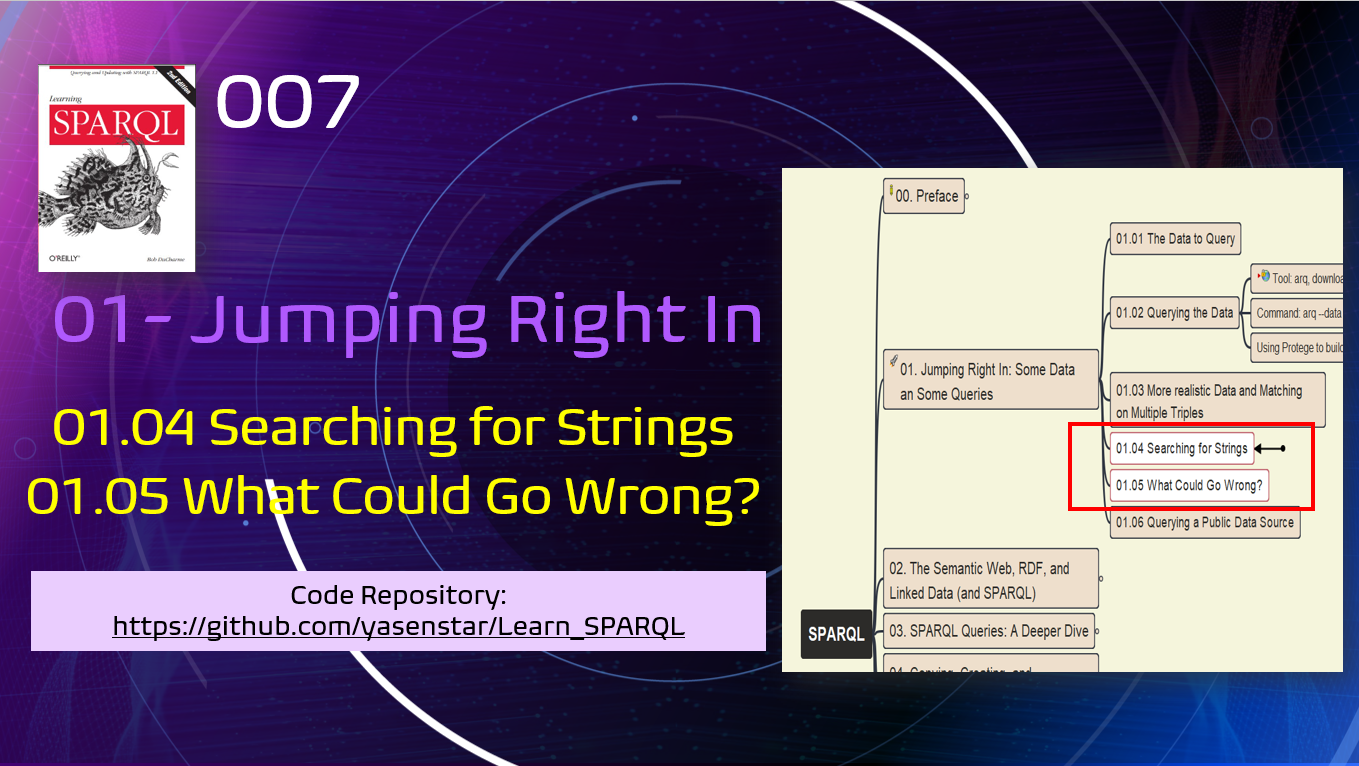 Querying and Updating with SPARQL 1.1
2nd Edition
Learning
SPARQL
O'REILLY®
Bob DuCharme
007
01- Jumping Right In
01.04 Searching for Strings
01.05 What Could Go Wrong?
Code Repository:
https://github.com/yasenstar/Learn_SPARQL
00. Preface
01.01 The Data to Query
Tool: arq, downloa
01.02 Querying the Data
Command: arq --data
Using Protege to build
01. Jumping Right In: Some Data
an Some Queries
01.03 More realistic Data and Matching
on Multiple Triples
01.04 Searching for Strings
01.05 What Could Go Wrong?
01.06 Querying a Public Data Source
02. The Semantic Web, RDF, and
Linked Data (and SPARQL)
SPARQL
03. SPARQL Queries: A Deeper Dive
04. Copying, Creating, and